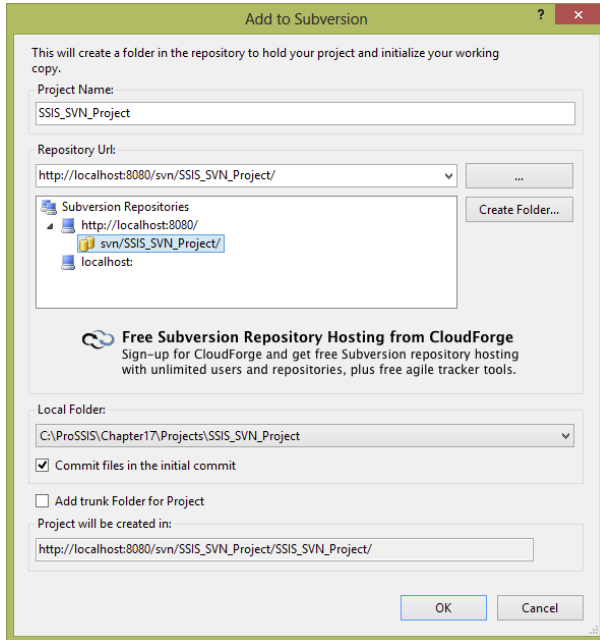 Add to Subversion
?
This will create a folder in the repository to hold your project and initialize your working
copy.
Project Name:
SSIS_SVN_Project
Repository Url:
http://localhost:8080/svn/SSIS_SVN_Project/
...
Subversion Repositories
Create Folder...
http://localhost:8080/
svn/SSIS_SVN_Project/
localhost:
Free Subversion Repository Hosting from CloudForge
Sign-up for CloudForge and get free Subversion repository hosting
with unlimited users and repositories, plus free agile tracker tools.
Local Folder:
C:\ProSSIS\Chapter17\Projects\SSIS_SVN_Project
Commit files in the initial commit
Add trunk Folder for Project
Project will be created in:
http://localhost:8080/svn/SSIS_SVN_Project/SSIS_SVN_Project/
OK
Cancel